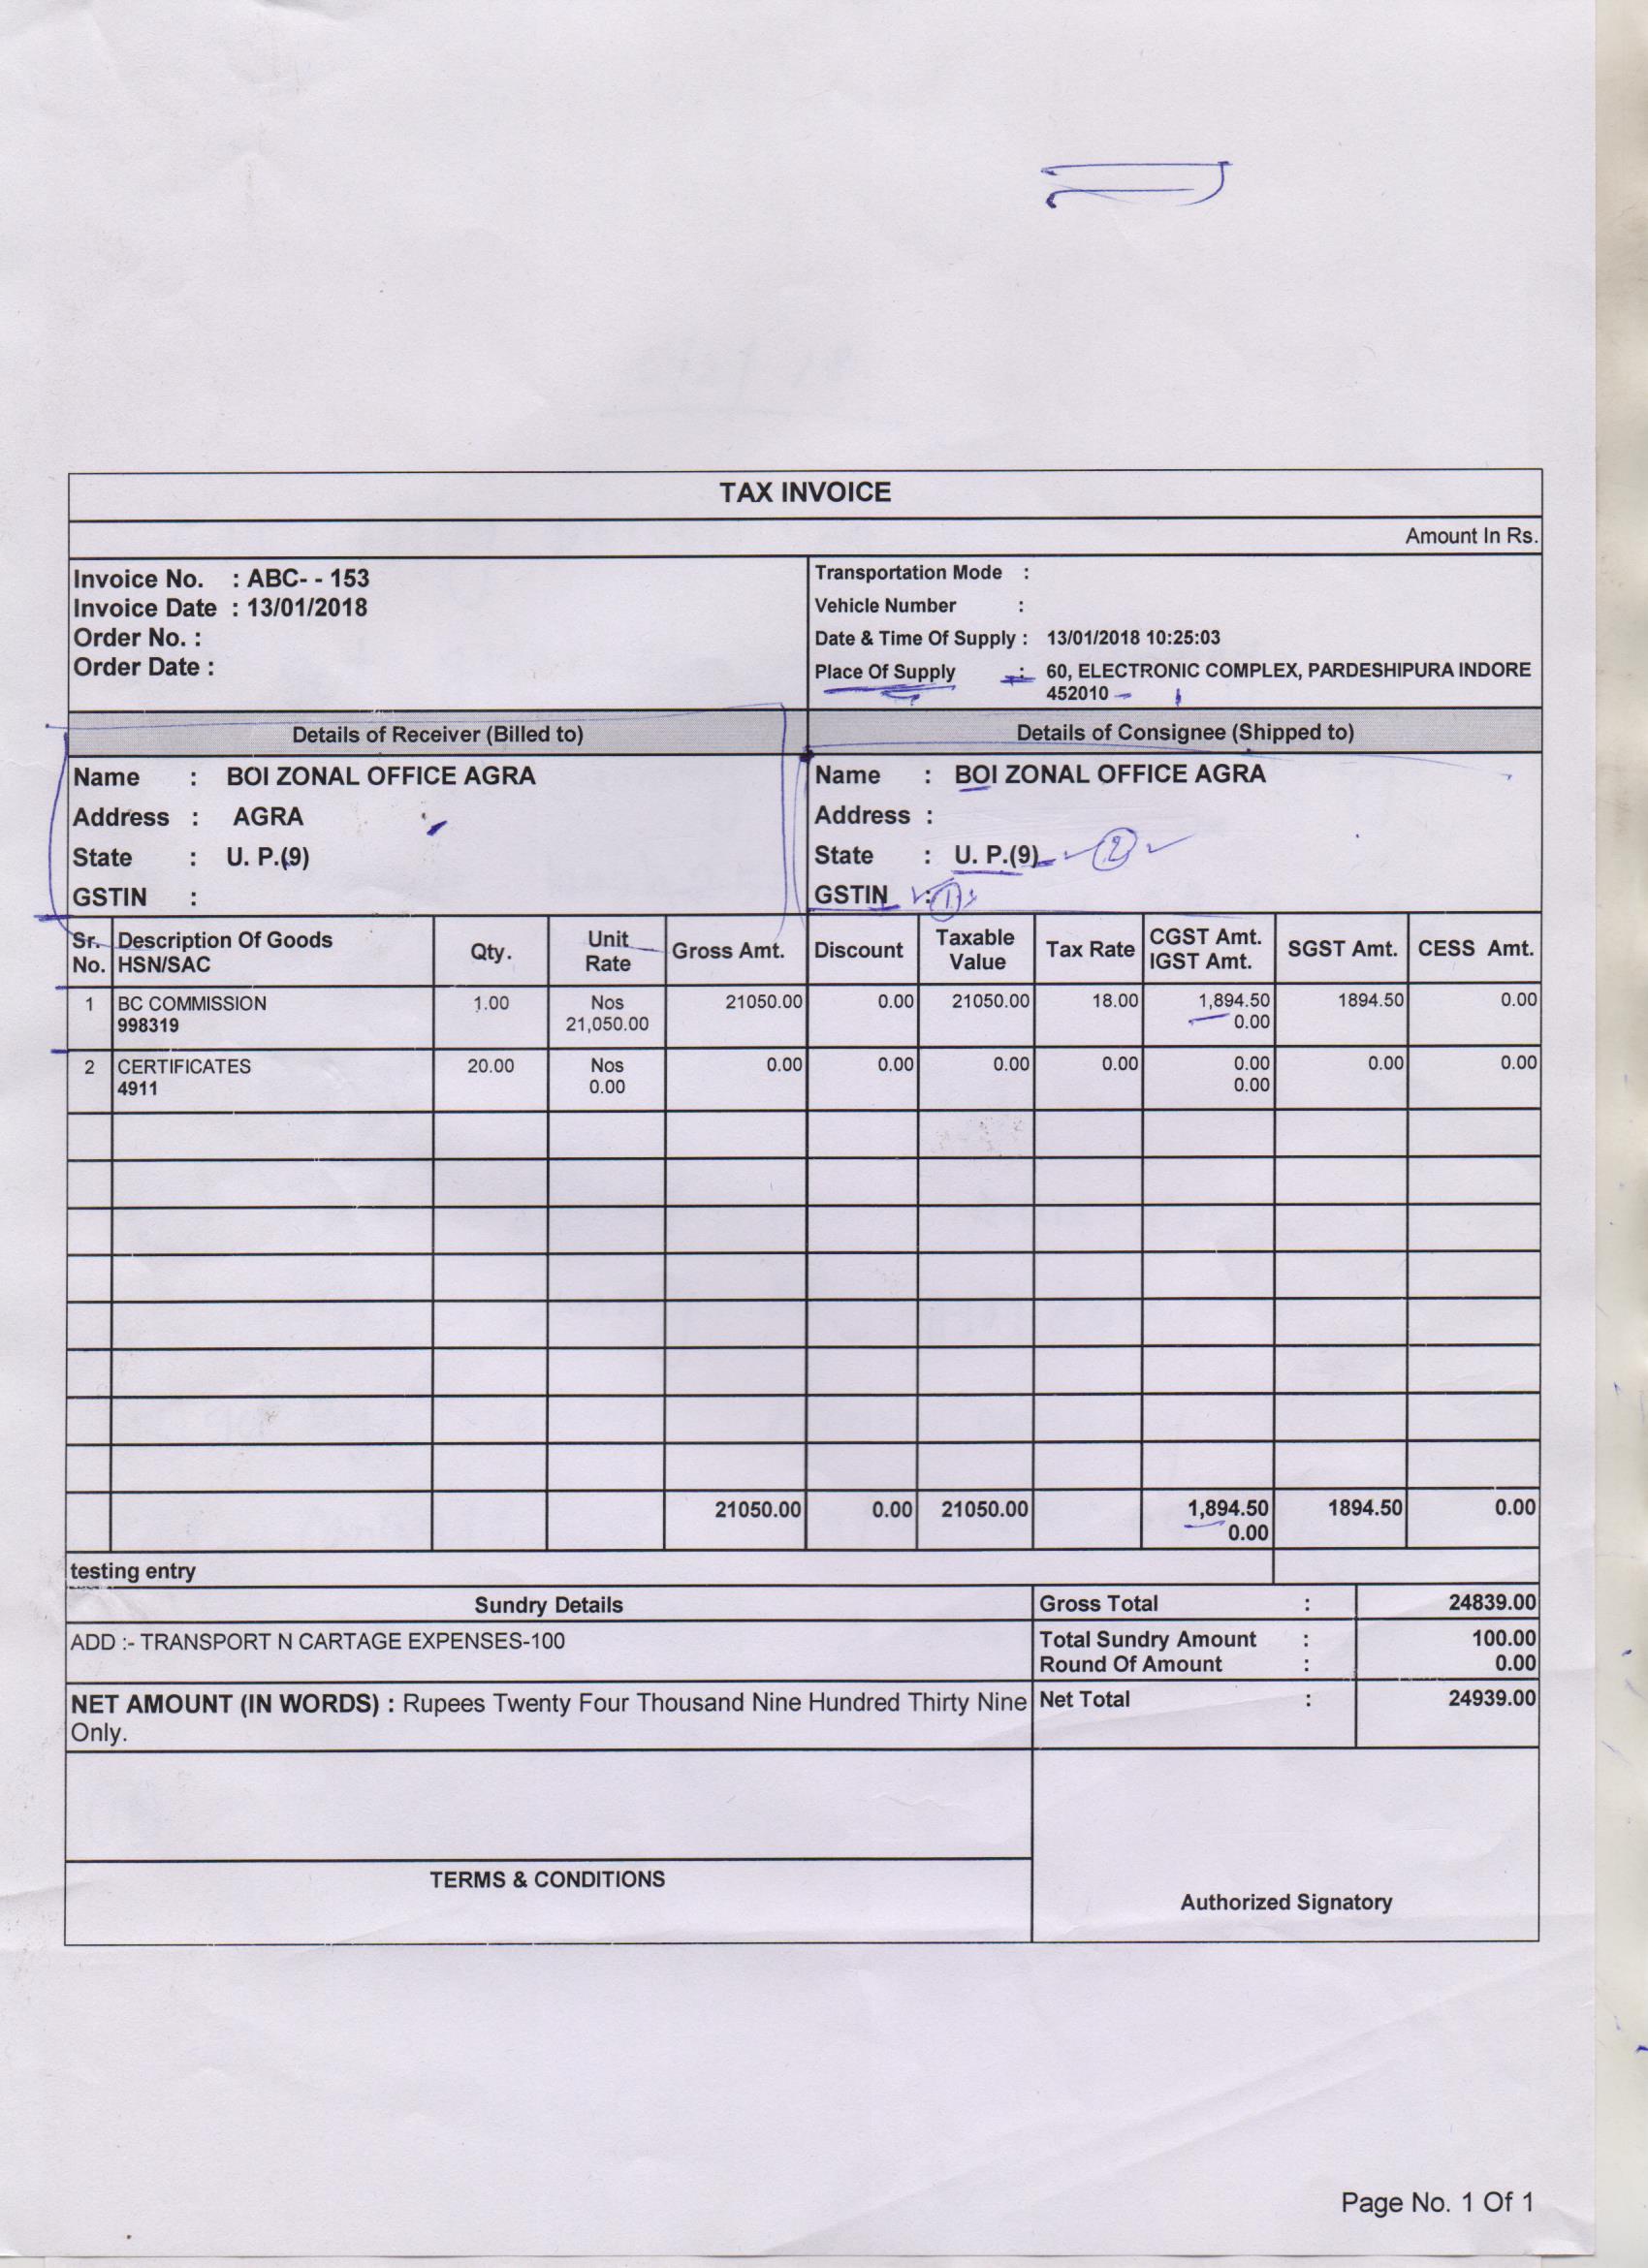 TAX INVOICE
Amount In Rs.
Invoice No. : ABC- - 153
Invoice Date : 13/01/2018
Order No. :
Order Date :
Transportation Mode :
Vehicle Number :
Date & Time Of Supply : 13/01/2018 10:25:03
Place Of Supply : 60, ELECTRONIC COMPLEX, PARDESHIPURA INDORE
452010
Details of Receiver (Billed to)
Name : BOI ZONAL OFFICE AGRA
Address : AGRA
State : U. P.(9)
GSTIN :
Details of Consignee (Shipped to)
Name : BOI ZONAL OFFICE AGRA
Address :
State : U. P.(9) 2
GSTIN : 1
Sr. No. Description Of Goods HSN/SAC Qty. Unit Rate Gross Amt. Discount Taxable Value Tax Rate CGST Amt. IGST Amt. SGST Amt. CESS Amt.
1 BC COMMISSION 1.00 Nos 21050.00 0.00 21050.00 18.00 1,894.50 1894.50 0.00
998319 21,050.00 0.00
2 CERTIFICATES 20.00 Nos 0.00 0.00 0.00 0.00 0.00 0.00 0.00
4911 0.00 0.00
21050.00 0.00 21050.00 1,894.50 1894.50 0.00
0.00
testing entry
Sundry Details
Gross Total : 24839.00
ADD :- TRANSPORT N CARTAGE EXPENSES-100
Total Sundry Amount : 100.00
Round Of Amount : 0.00
NET AMOUNT (IN WORDS) : Rupees Twenty Four Thousand Nine Hundred Thirty Nine
Only.
Net Total : 24939.00
TERMS & CONDITIONS
Authorized Signatory
Page No. 1 Of 1